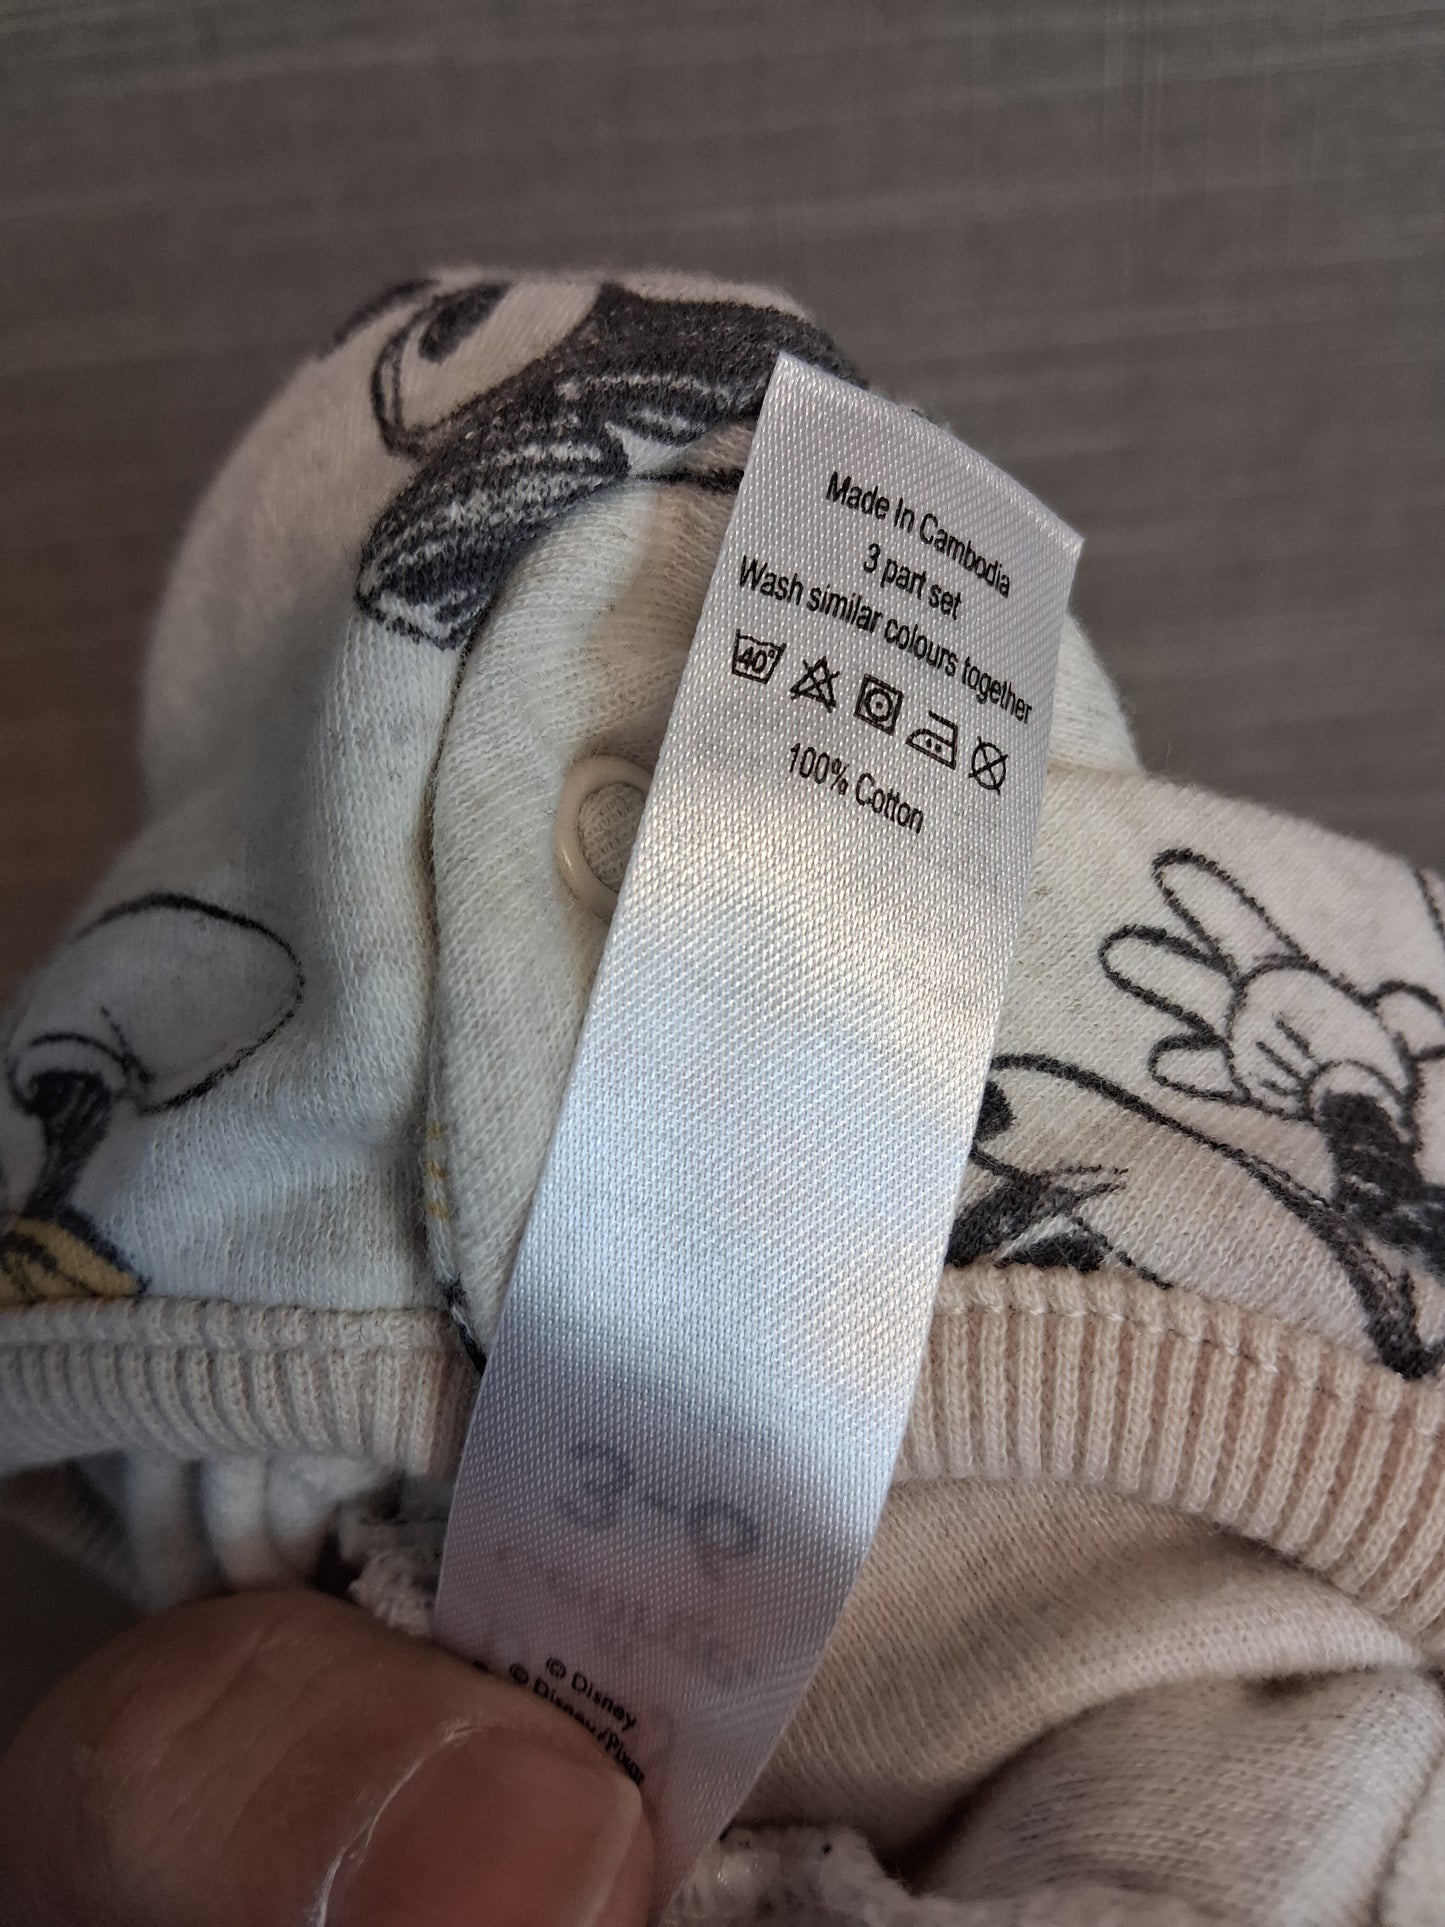 Made In Cambodia
3 part set
Wash similar colours together
40°
100% Cotton
© Disney
© Disney/Pixar